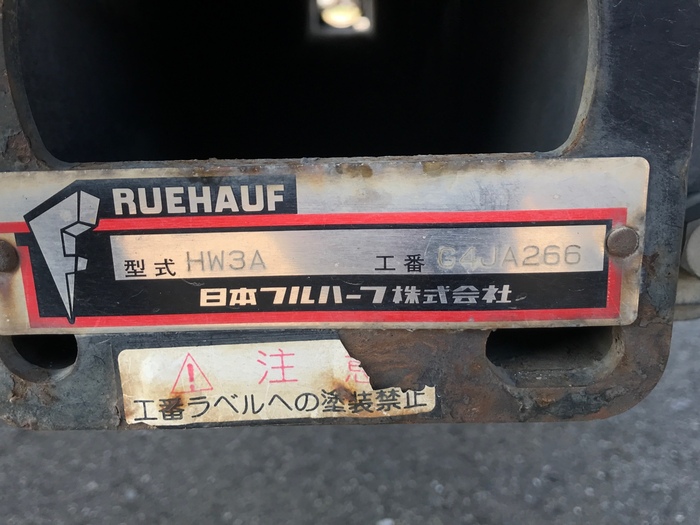 RUEHAUF
型式 HW3A 工番 G4JA266
日本フルハーフ株式会社
注意
工番ラベルへの塗装禁止